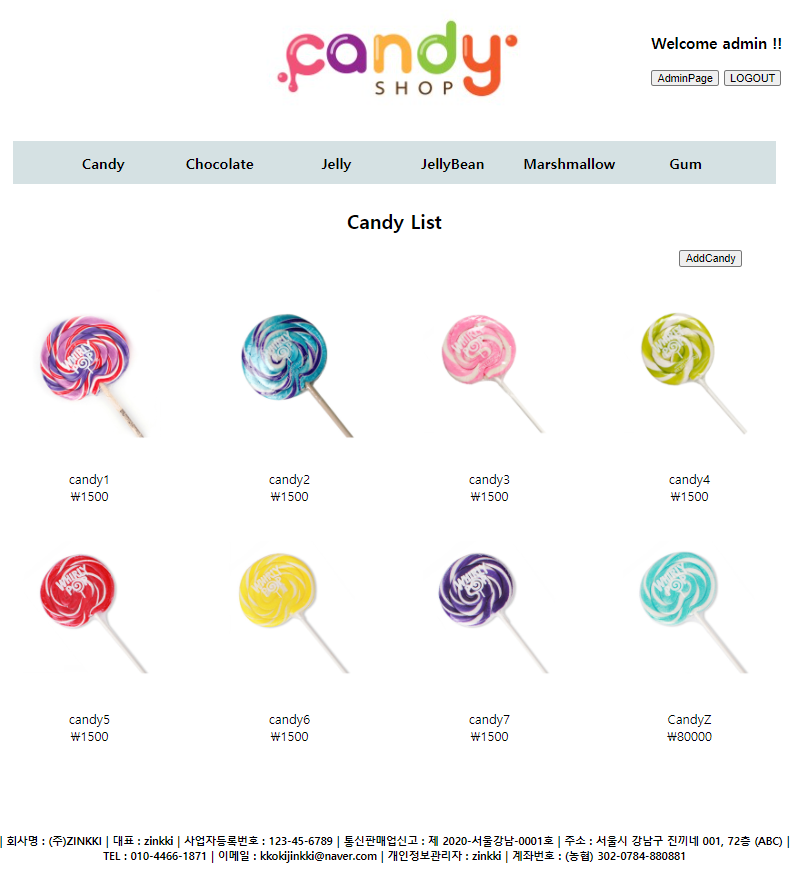 candy
SHOP
Welcome admin !!
AdminPage LOGOUT
Candy Chocolate Jelly JellyBean Marshmallow Gum
Candy List
AddCandy
candy1 candy2 candy3 candy4
₩1500 ₩1500 ₩1500 ₩1500
WHIRLY
POP
candy5 candy6 candy7 CandyZ
₩1500 ₩1500 ₩1500 ₩80000
| 회사명 : (주)ZINKKI | 대표 : zinkki | 사업자등록번호 : 123-45-6789 | 통신판매업신고 : 제 2020-서울강남-0001호 | 주소 : 서울시 강남구 진끼네 001, 72층 (ABC) |
TEL : 010-4466-1871 | 이메일 : kkokijinkki@naver.com | 개인정보관리자 : zinkki | 계좌번호 : (농협) 302-0784-880881